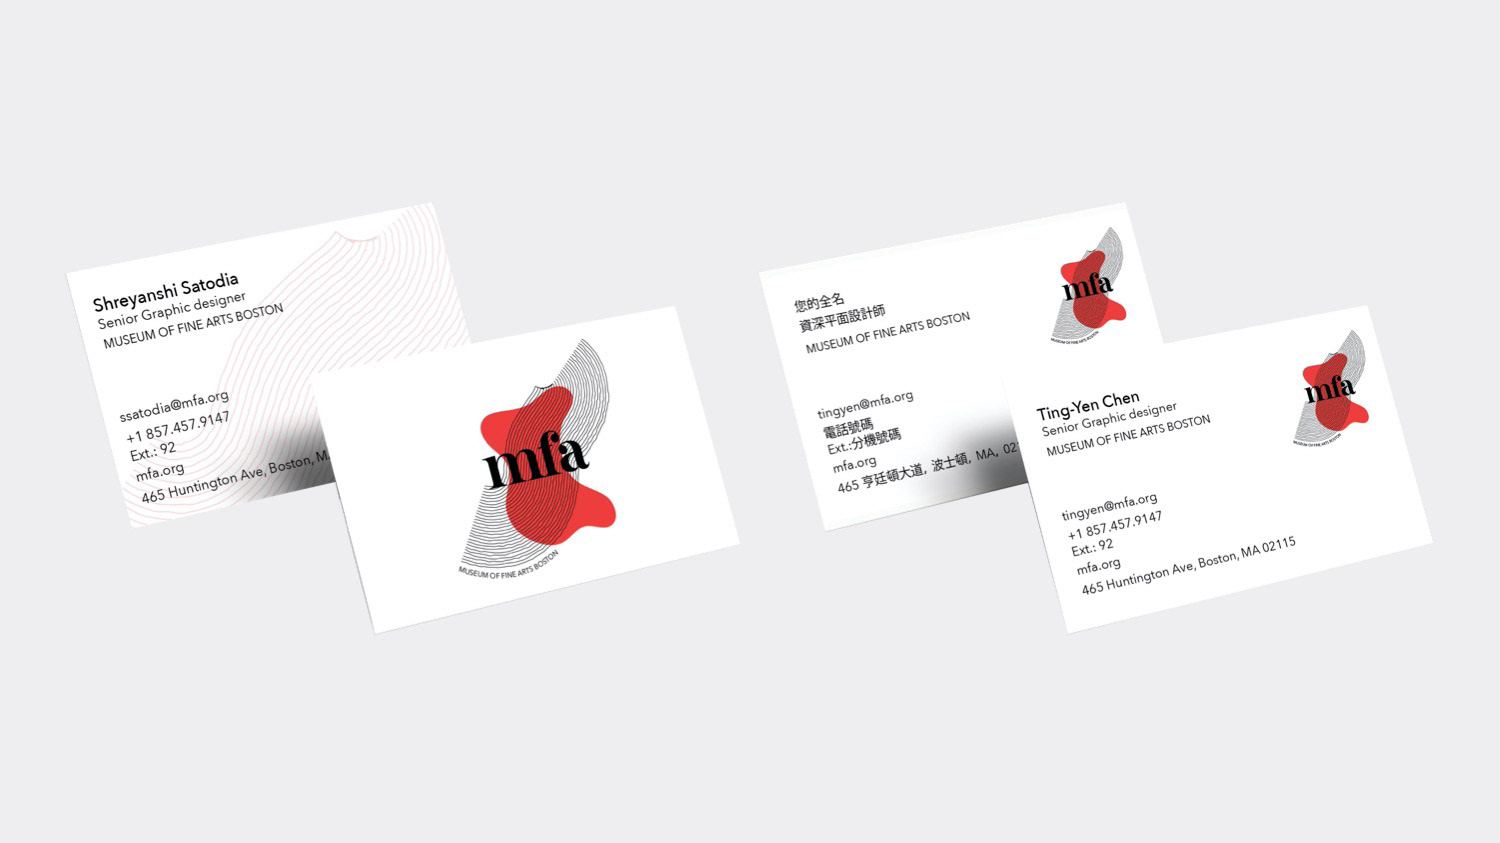 Shreyanshi Satodia
Senior Graphic designer
MUSEUM OF FINE ARTS BOSTON
ssatodia@mfa.org
+1 857.457.9147
Ext.: 92
mfa.org
465 Huntington Ave, Boston,
mfa
MUSEUM OF FINE ARTS BOSTON
您的全名
資深平面設計師
MUSEUM OF FINE ARTS BOSTON
tingyen@mfa.org
電話號碼
Ext.:分機號碼
mfa.org
465 亨廷頓大道, 波士頓, MA, 02
mfa
MUSEUM OF FINE ARTS BOSTON
Ting-Yen Chen
Senior Graphic designer
MUSEUM OF FINE ARTS BOSTON
tingyen@mfa.org
+1 857.457.9147
Ext.: 92
mfa.org
465 Huntington Ave, Boston, MA 02115
mfa
MUSEUM OF FINE ARTS BOSTON